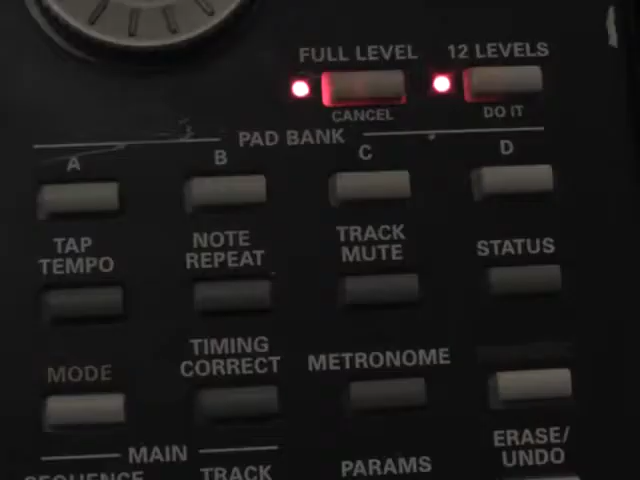 FULL LEVEL
12 LEVELS
CANCEL
DO IT
PAD BANK
A
B
C
D
TAP
TEMPO
NOTE
REPEAT
TRACK
MUTE
STATUS
MODE
TIMING
CORRECT
METRONOME
MAIN
ERASE/
UNDO
SEQUENCE
TRACK
PARAMS